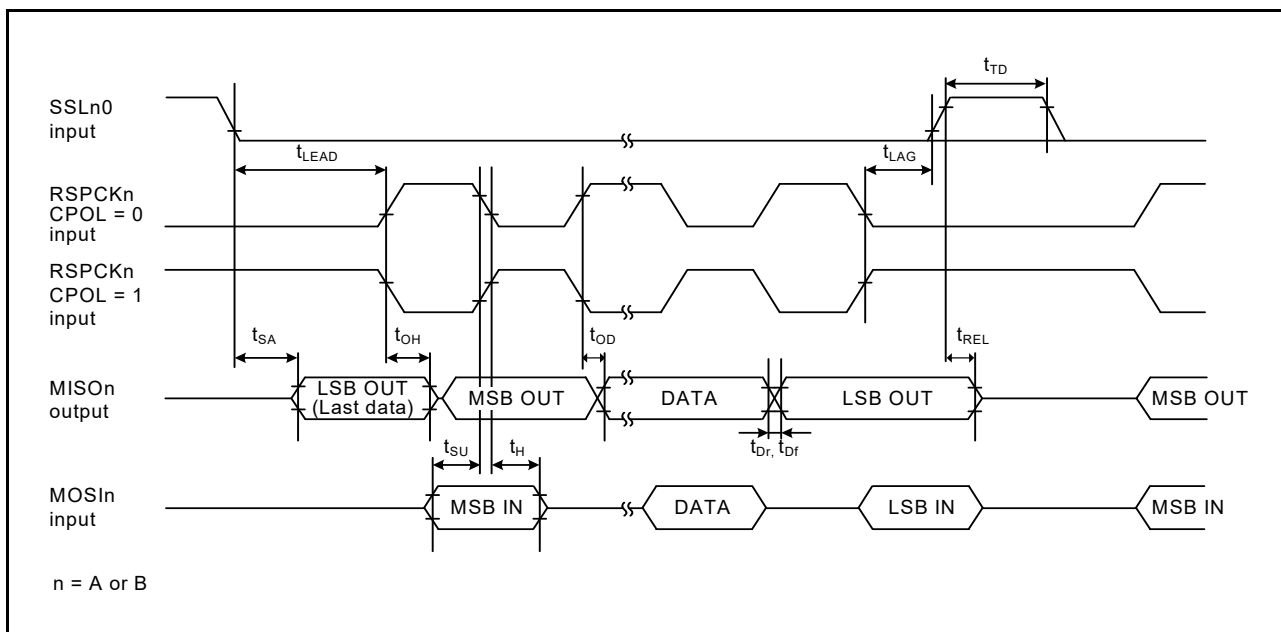 tTD
SSLn0
input
tLEAD
tLAG
RSPCKn
CPOL = 0
input
RSPCKn
CPOL = 1
input
tSA
tOH
tOD
tREL
MISOn
output
LSB OUT
(Last data)
MSB OUT
DATA
LSB OUT
MSB OUT
tSU
tH
tDr, tDf
MOSIn
input
MSB IN
DATA
LSB IN
MSB IN
n = A or B